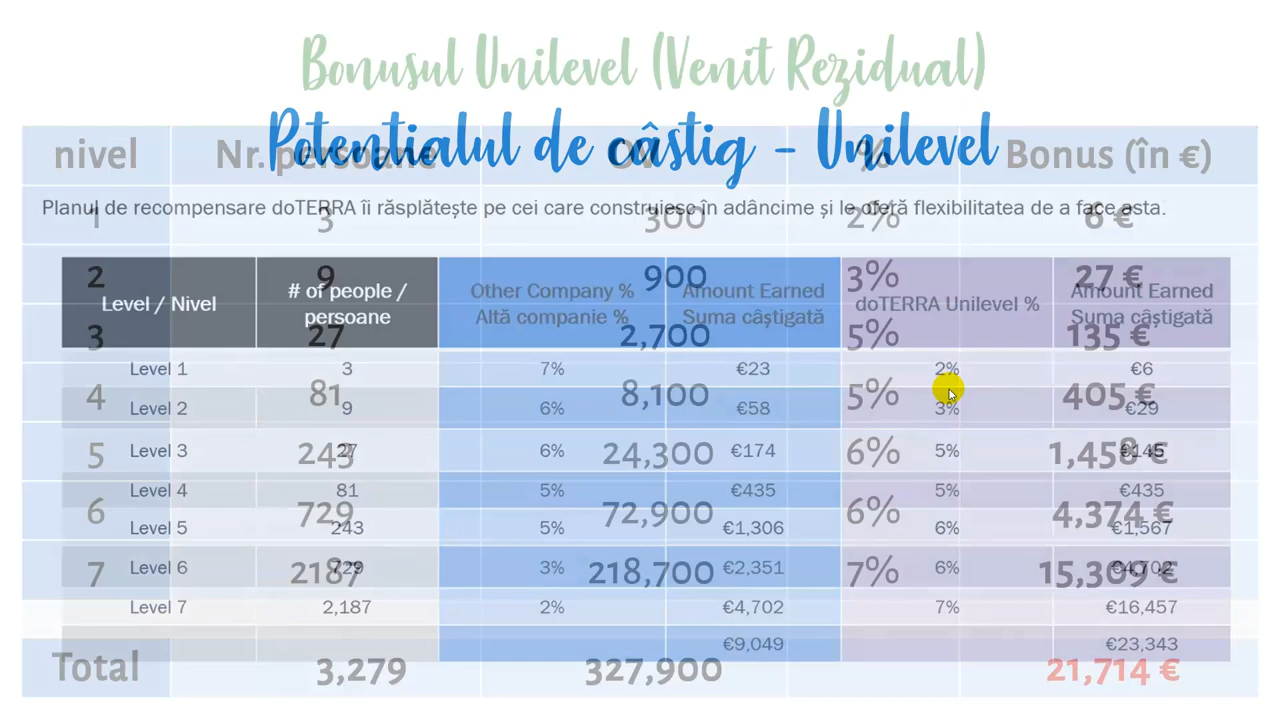 Bonusul Unilevel (Venit Rezidual)
Potentialul de câstig - Unilevel
nivel Nr. persoane OV % Bonus (în €)
Planul de recompensare doTERRA îi răsplătește pe cei care construiesc în adâncime și le oferă flexibilitatea de a face asta.
1 3 300 2% 6 €
2 9 900 3% 27 €
3 27 2,700 5% 135 €
4 81 8,100 5% 405 €
5 243 24,300 6% 1,458 €
6 729 72,900 6% 4,374 €
7 2187 218,700 7% 15,309 €
Total 3,279 327,900 21,714 €
Level / Nivel # of people / persoane Other Company % Altă companie % Amount Earned Suma câștigată doTERRA Unilevel % Amount Earned Suma câștigată
Level 1 3 7% €23 2% €6
Level 2 9 6% €58 3% €29
Level 3 27 6% €174 5% €145
Level 4 81 5% €435 5% €435
Level 5 243 5% €1,306 6% €1,567
Level 6 729 3% €2,351 6% €4,702
Level 7 2,187 2% €4,702 7% €16,457
€9,049 €23,343